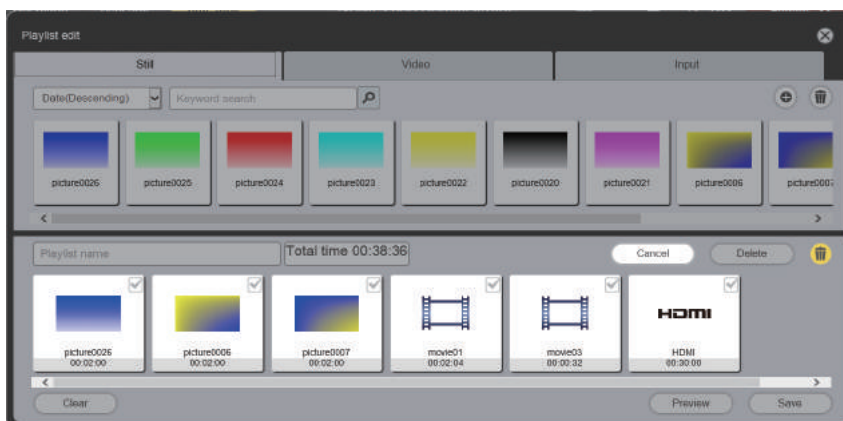 Playlist edit
Still
Video
Input
Date(Descending)
Keyword search
picture0026
picture0025
picture0024
picture0023
picture0022
picture0020
picture0021
picture0006
picture0007
Playlist name
Total time 00:38:36
Cancel
Delete
picture0026
00:02:00
picture0006
00:02:00
picture0007
00:02:00
movie01
00:02:04
movie03
00:00:32
HDMI
HDMI
00:30:00
Clear
Preview
Save